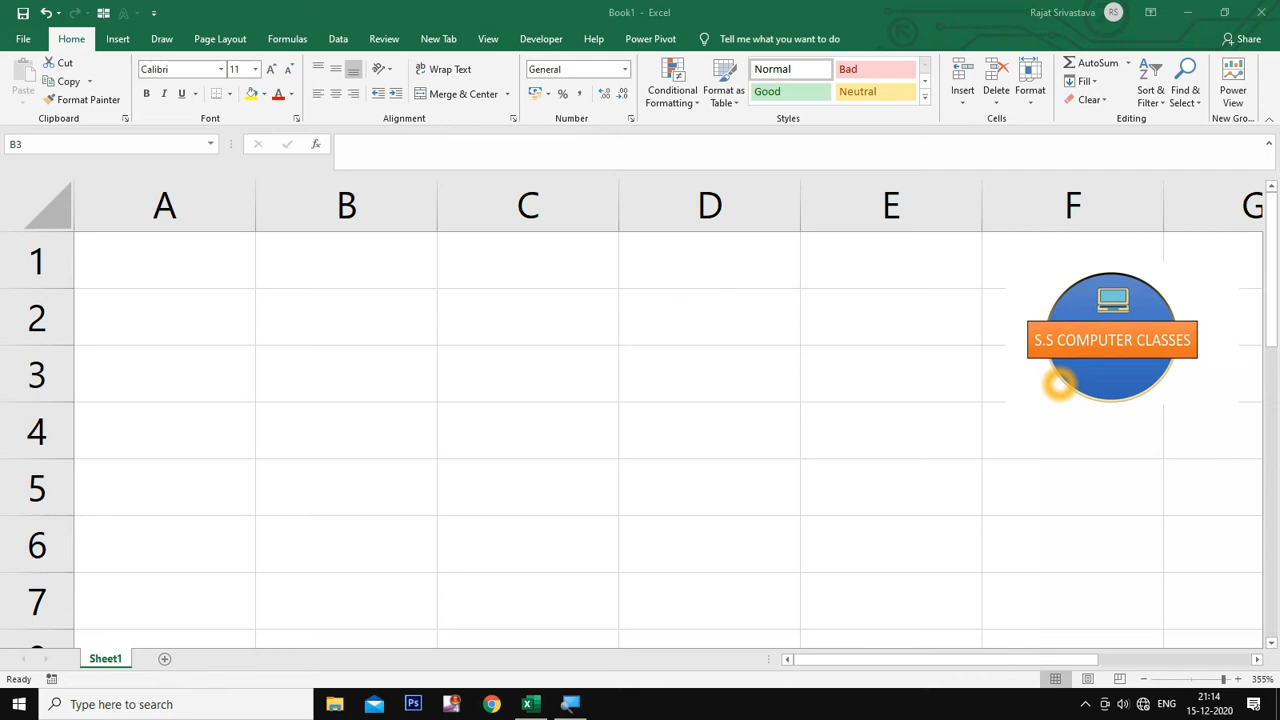 Book1 - Excel
Rajat Srivastava RS
File Home Insert Draw Page Layout Formulas Data Review New Tab View Developer Help Power Pivot Tell me what you want to do Share
Paste
Cut
Copy
Format Painter
Clipboard
Calibri 11
B I U
Font
Wrap Text
Merge & Center
Alignment
General
Number
Conditional Formatting
Format as Table
Normal Bad
Good Neutral
Styles
Insert Delete Format
Cells
AutoSum
Fill
Clear
Sort & Filter
Find & Select
Editing
Power View
New Gro...
B3 fx
A B C D E F G
1
2
S.S COMPUTER CLASSES
3
4
5
6
7
Sheet1
Ready 355%
Type here to search
Ps
ENG
21:14
15-12-2020